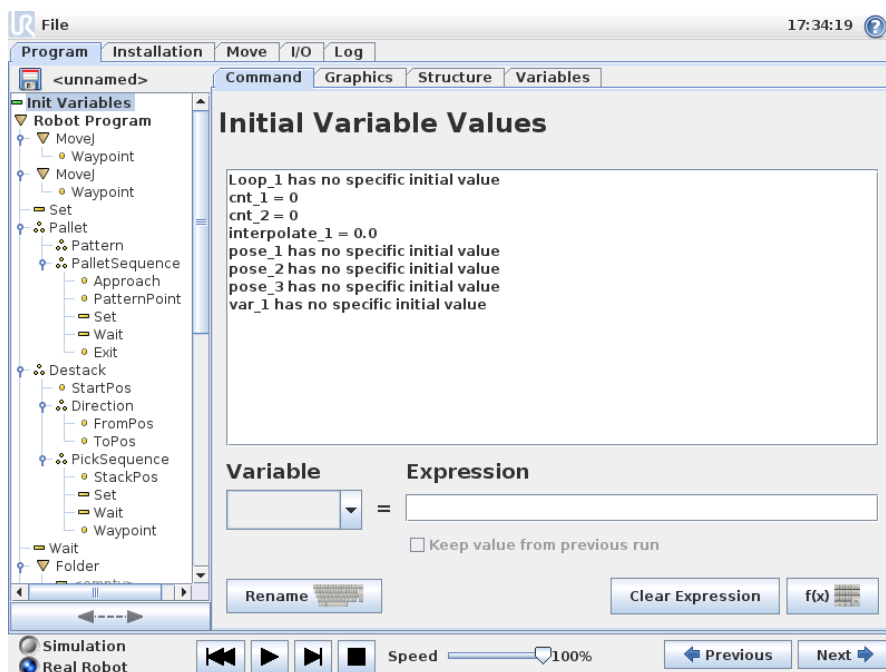 UR File 17:34:19 ?
Program Installation Move I/O Log
<unnamed>
Command Graphics Structure Variables
Init Variables
Robot Program
MoveJ
Waypoint
MoveJ
Waypoint
Set
Pallet
Pattern
PalletSequence
Approach
PatternPoint
Set
Wait
Exit
Destack
StartPos
Direction
FromPos
ToPos
PickSequence
StackPos
Set
Wait
Waypoint
Wait
Folder
<empty>
Initial Variable Values
Loop_1 has no specific initial value
cnt_1 = 0
cnt_2 = 0
interpolate_1 = 0.0
pose_1 has no specific initial value
pose_2 has no specific initial value
pose_3 has no specific initial value
var_1 has no specific initial value
Variable Expression
=
Keep value from previous run
Rename Clear Expression f(x)
Simulation
Real Robot
Speed 100% Previous Next